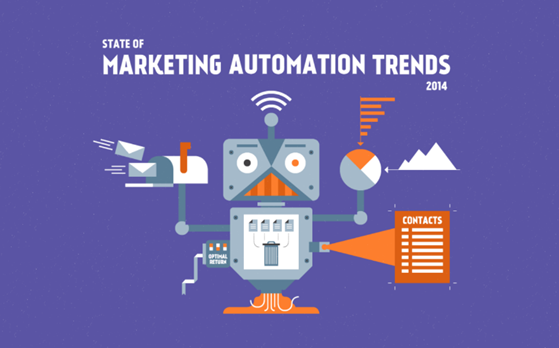 STATE OF
MARKETING AUTOMATION TRENDS
2014
CONTACTS
OPTIMAL
RETURN